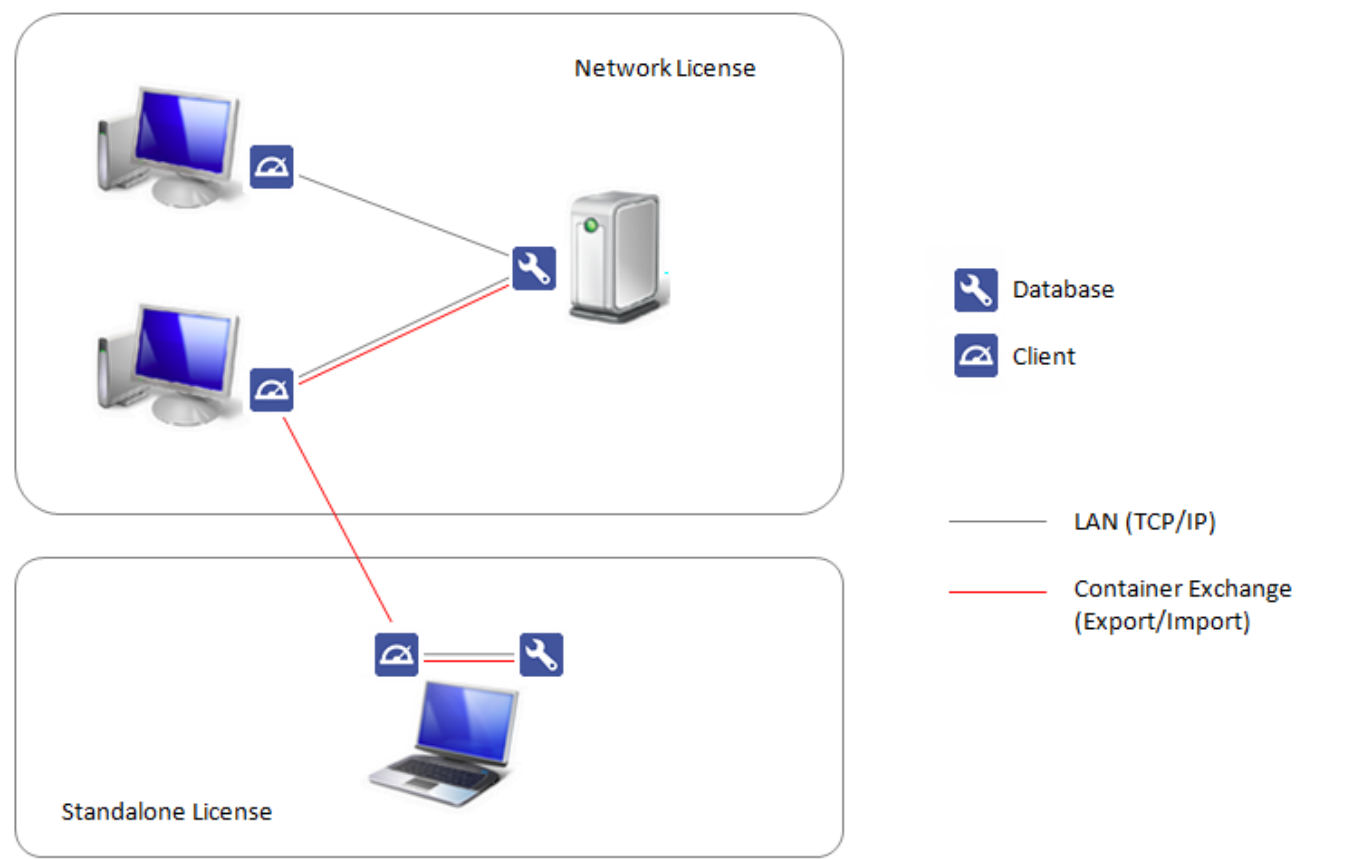 Network License
Database
Client
LAN (TCP/IP)
Container Exchange
(Export/Import)
Standalone License